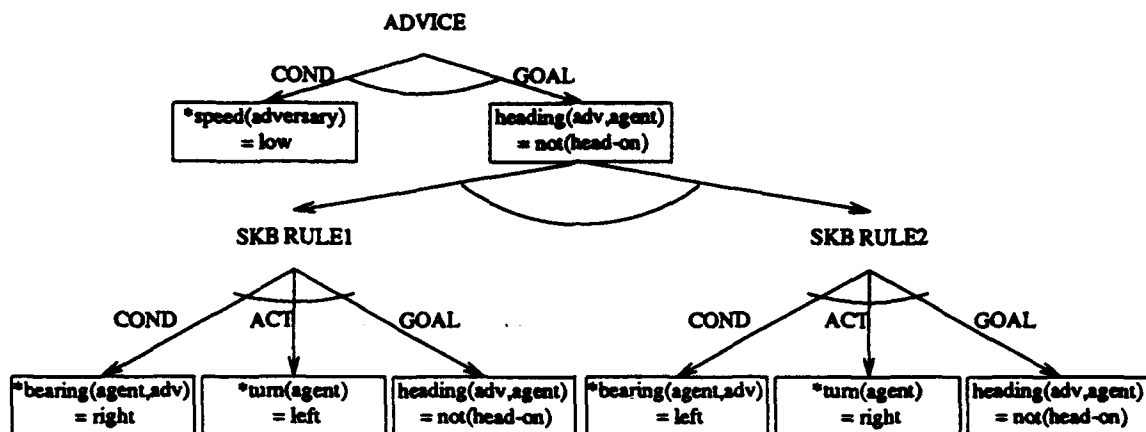 ADVICE
COND GOAL
*speed(adversary)
= low
heading(adv,agent)
= not(head-on)
SKB RULE1
SKB RULE2
COND ACT GOAL
COND ACT GOAL
*bearing(agent,adv)
= right
*turn(agent)
= left
heading(adv,agent)
= not(head-on)
*bearing(agent,adv)
= left
*turn(agent)
= right
heading(adv,agent)
= not(head-on)